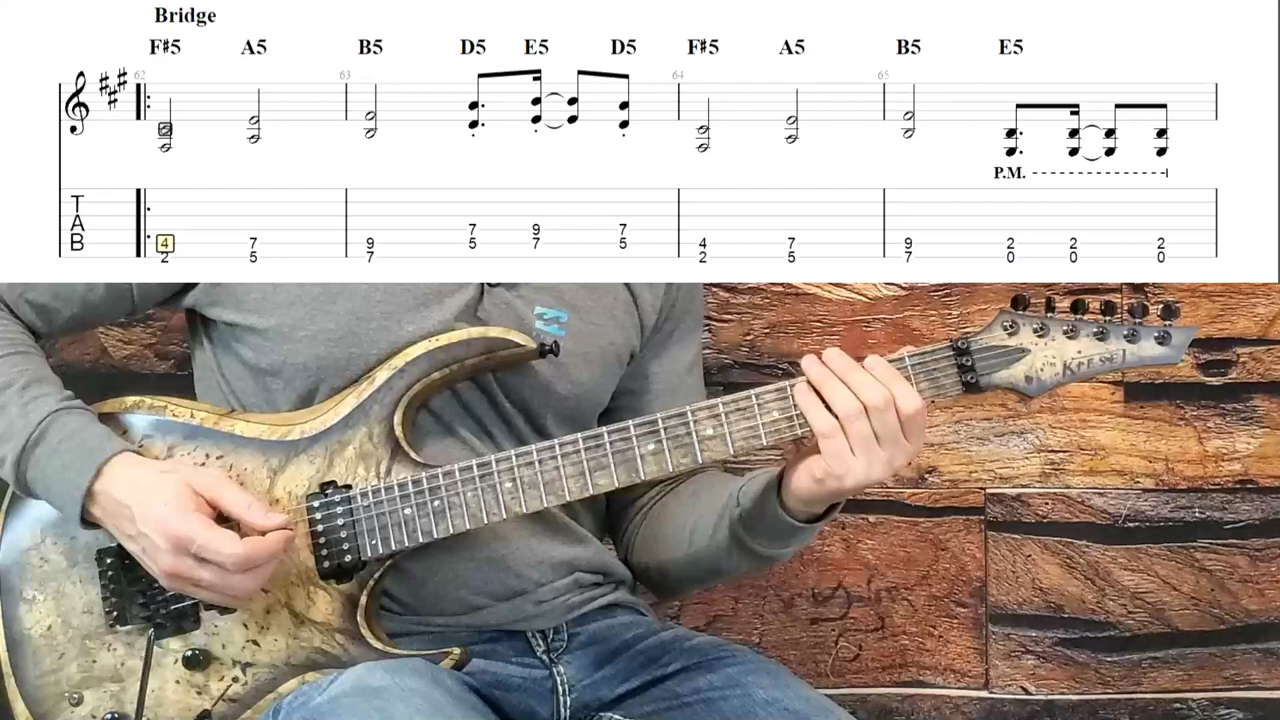 Bridge
F#5 A5 B5 D5 E5 D5 F#5 A5 B5 E5
62 63 64 65
P.M.
T 7 9 7
A
B 4 7 9 5 7 5 4 7 9 2 2 2
2 5 7 2 5 7 0 0 0
KIESEL